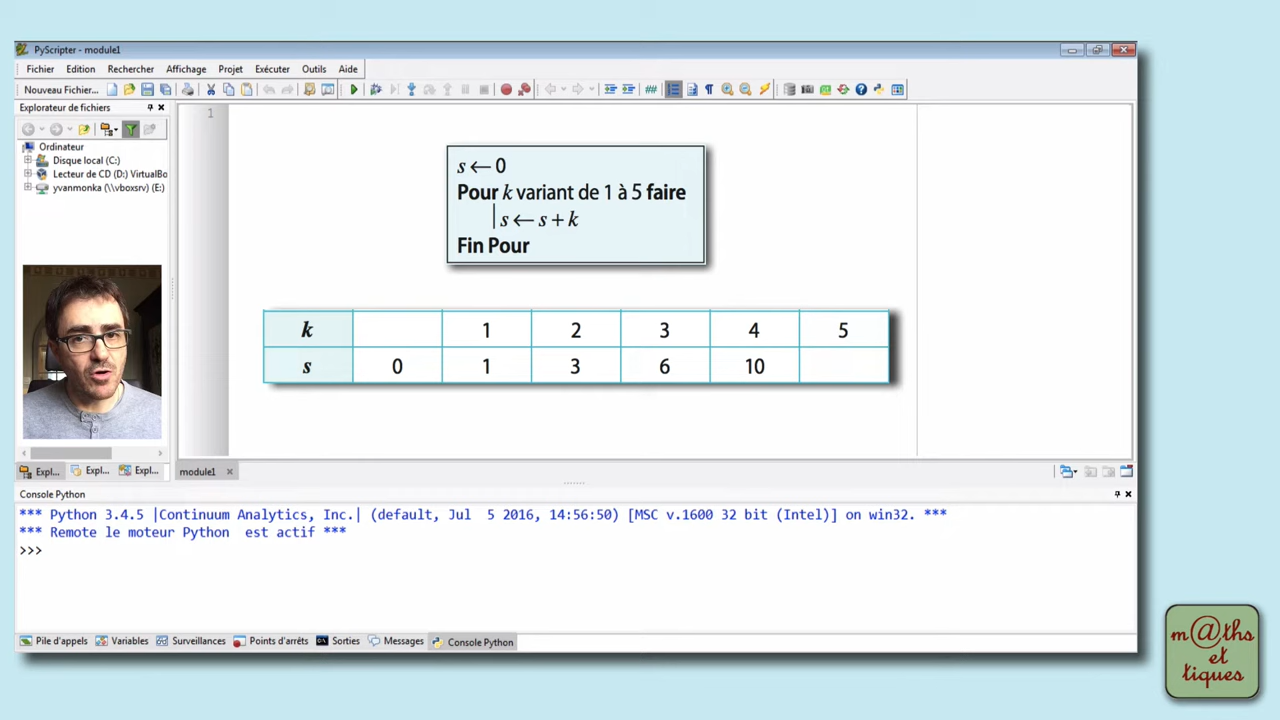 PyScripter - module1
Fichier Edition Rechercher Affichage Projet Exécuter Outils Aide
Nouveau Fichier...
Explorateur de fichiers
Ordinateur
Disque local (C:)
Lecteur de CD (D:) VirtualBo
yvanmonka (\\vboxsrv) (E:)
1
s ← 0
Pour k variant de 1 à 5 faire
s ← s + k
Fin Pour
k 1 2 3 4 5
s 0 1 3 6 10
Expl... Expl... Expl...
module1
Console Python
*** Python 3.4.5 |Continuum Analytics, Inc.| (default, Jul  5 2016, 14:56:50) [MSC v.1600 32 bit (Intel)] on win32. ***
*** Remote le moteur Python  est actif ***
>>>
Pile d'appels Variables Surveillances Points d'arrêts Sorties Messages Console Python
m@ths
et
tiques